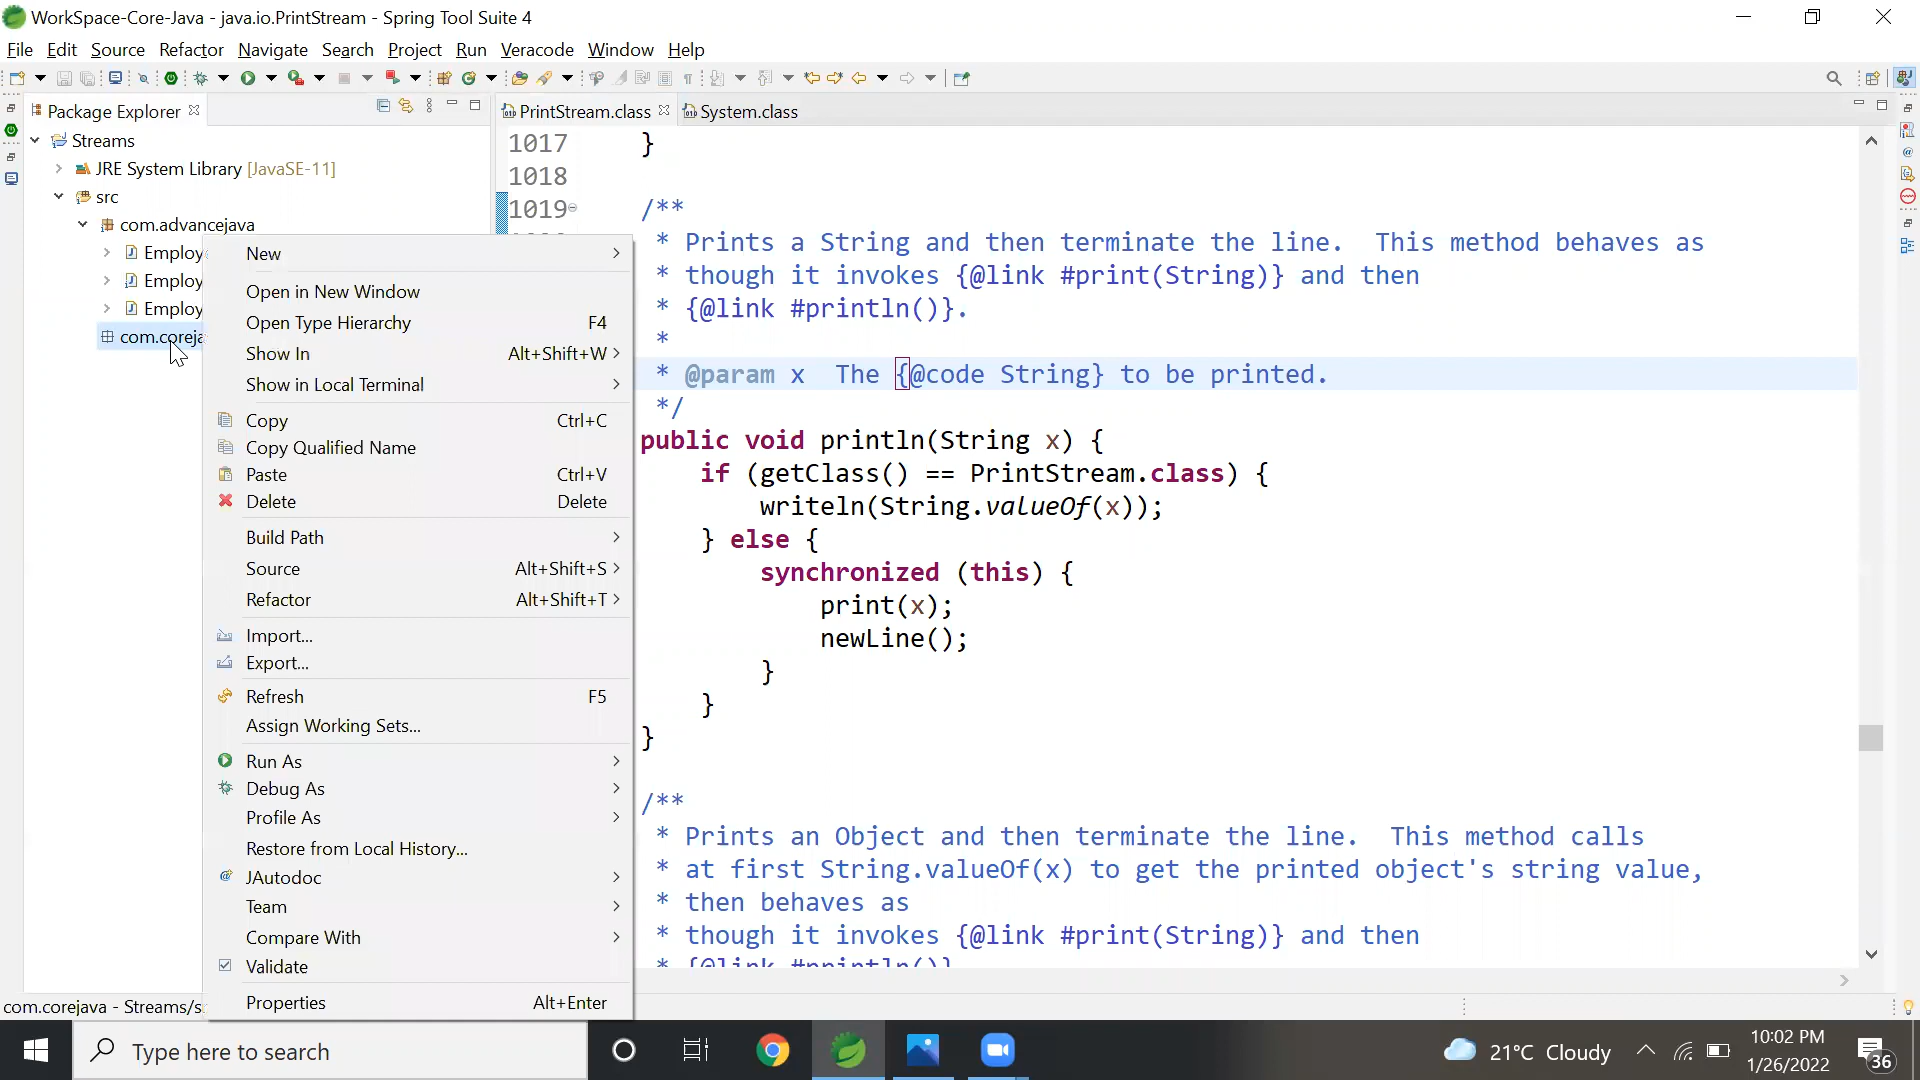 WorkSpace-Core-Java - java.io.PrintStream - Spring Tool Suite 4
File Edit Source Refactor Navigate Search Project Run Veracode Window Help
Package Explorer
PrintStream.class
System.class
Streams
JRE System Library [JavaSE-11]
src
com.advancejava
Employ
Employ
Employ
com.coreja
New
Open in New Window
Open Type Hierarchy F4
Show In Alt+Shift+W
Show in Local Terminal
Copy Ctrl+C
Copy Qualified Name
Paste Ctrl+V
Delete Delete
Build Path
Source Alt+Shift+S
Refactor Alt+Shift+T
Import...
Export...
Refresh F5
Assign Working Sets...
Run As
Debug As
Profile As
Restore from Local History...
JAutodoc
Team
Compare With
Validate
Properties Alt+Enter
1017 }
1018
1019 /**
* Prints a String and then terminate the line.  This method behaves as
* though it invokes {@link #print(String)} and then
* {@link #println()}.
*
* @param x  The {@code String} to be printed.
*/
public void println(String x) {
if (getClass() == PrintStream.class) {
writeln(String.valueOf(x));
} else {
synchronized (this) {
print(x);
newLine();
}
}
}
/**
* Prints an Object and then terminate the line.  This method calls
* at first String.valueOf(x) to get the printed object's string value,
* then behaves as
* though it invokes {@link #print(String)} and then
* {@link #println()}
com.corejava - Streams/s
Type here to search
21°C Cloudy
10:02 PM
1/26/2022
36